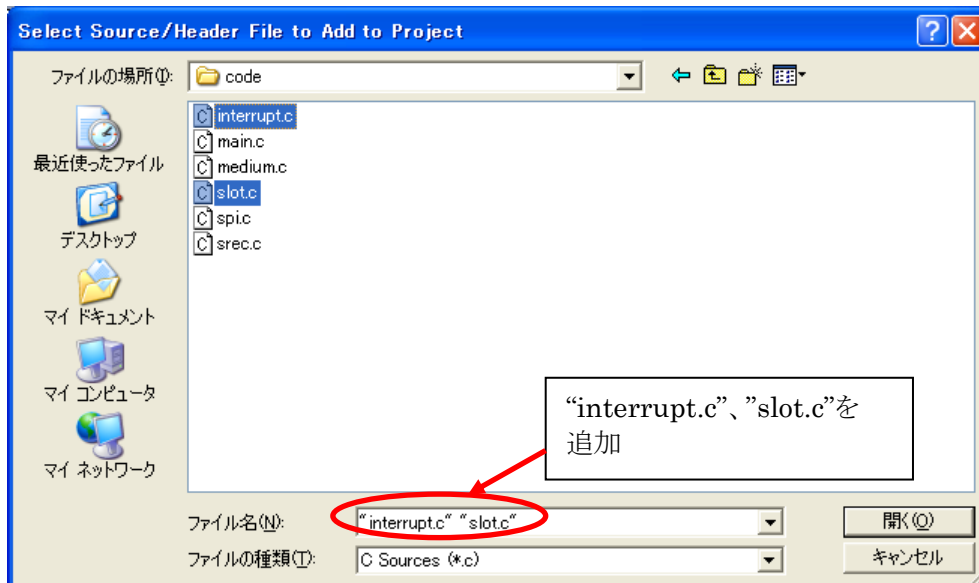 Select Source/Header File to Add to Project
ファイルの場所(I):
code
interrupt.c
main.c
medium.c
slot.c
spi.c
srec.c
最近使ったファイル
デスクトップ
マイ ドキュメント
マイ コンピュータ
マイ ネットワーク
“interrupt.c”、”slot.c”を
追加
ファイル名(N):
"interrupt.c" "slot.c"
開く(O)
ファイルの種類(T):
C Sources (*.c)
キャンセル